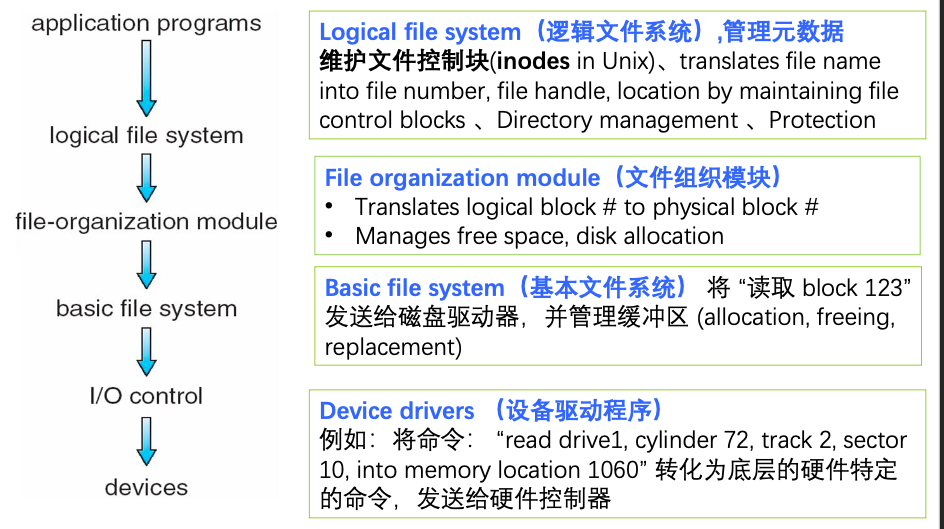 application programs
logical file system
file-organization module
basic file system
I/O control
devices
Logical file system（逻辑文件系统）,管理元数据
维护文件控制块(inodes in Unix)、translates file name
into file number, file handle, location by maintaining file
control blocks 、Directory management 、Protection
File organization module（文件组织模块）
• Translates logical block # to physical block #
• Manages free space, disk allocation
Basic file system（基本文件系统） 将 “读取 block 123”
发送给磁盘驱动器，并管理缓冲区 (allocation, freeing,
replacement)
Device drivers （设备驱动程序）
例如：将命令： “read drive1, cylinder 72, track 2, sector
10, into memory location 1060” 转化为底层的硬件特定
的命令，发送给硬件控制器